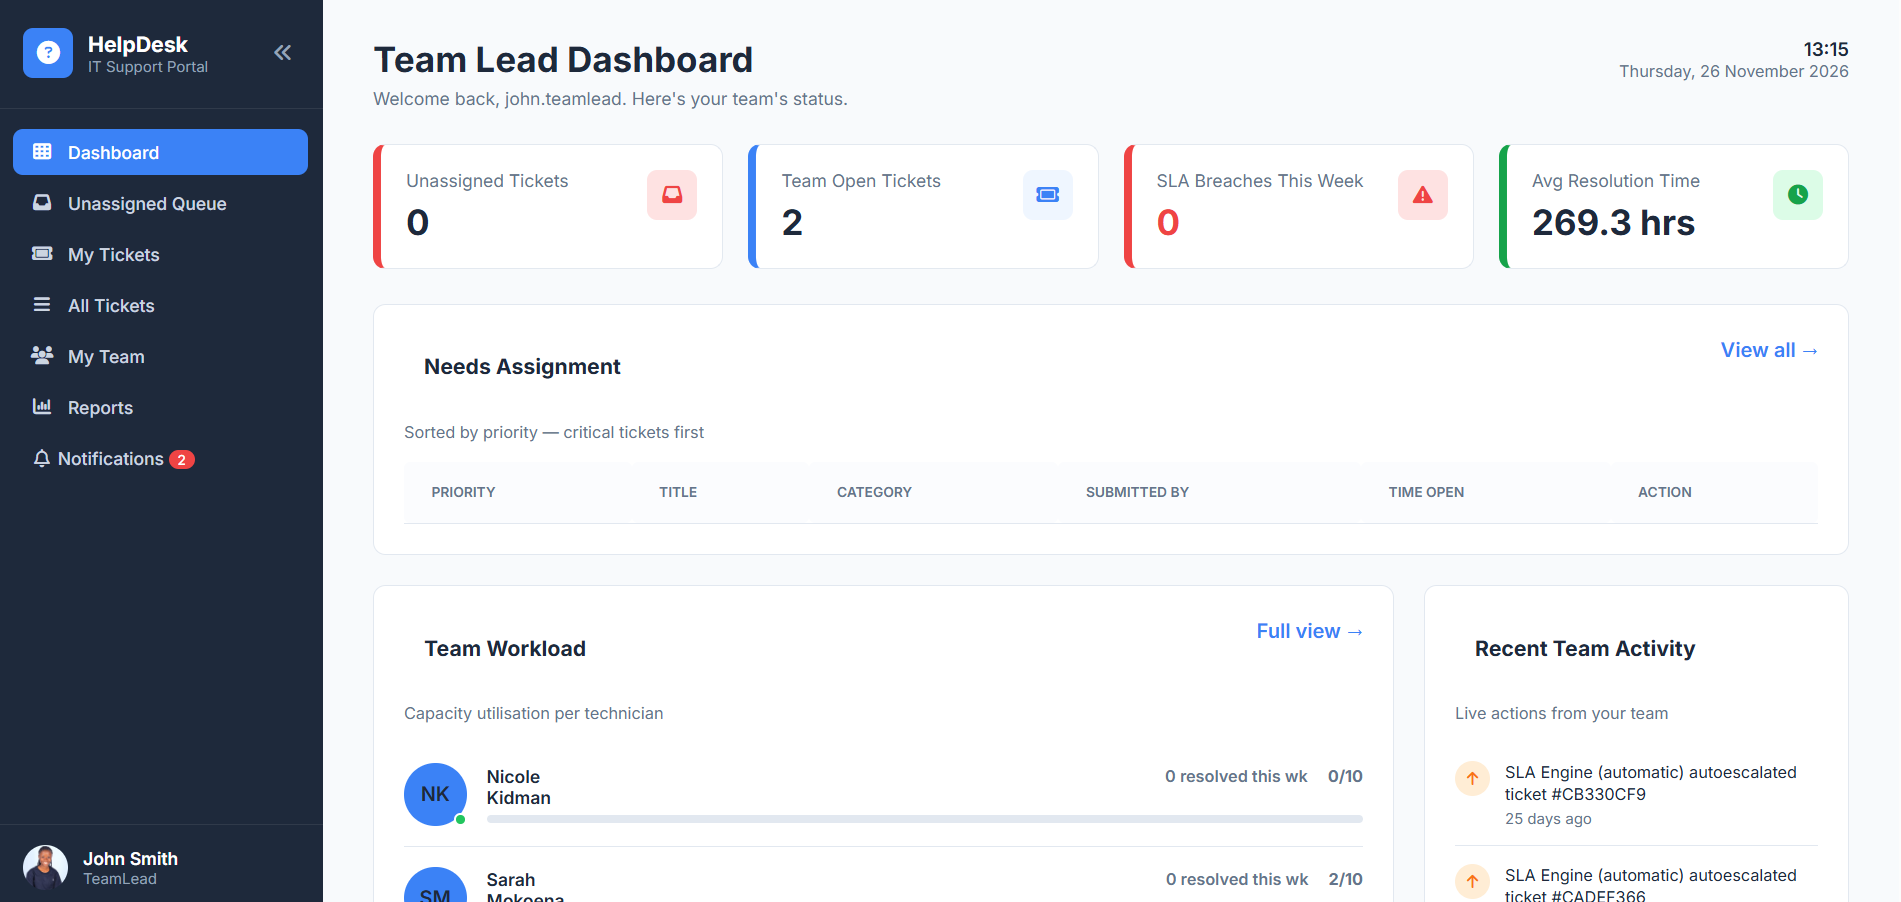 HelpDesk
IT Support Portal
Dashboard
Unassigned Queue
My Tickets
All Tickets
My Team
Reports
Notifications 2
John Smith
TeamLead
Team Lead Dashboard
Welcome back, john.teamlead. Here's your team's status.
13:15
Thursday, 26 November 2026
Unassigned Tickets
0
Team Open Tickets
2
SLA Breaches This Week
0
Avg Resolution Time
269.3 hrs
Needs Assignment
View all →
Sorted by priority — critical tickets first
PRIORITY TITLE CATEGORY SUBMITTED BY TIME OPEN ACTION
Team Workload
Full view →
Capacity utilisation per technician
NK
Nicole
Kidman
0 resolved this wk 0/10
SM
Sarah
Mokoena
0 resolved this wk 2/10
Recent Team Activity
Live actions from your team
SLA Engine (automatic) autoescalated
ticket #CB330CF9
25 days ago
SLA Engine (automatic) autoescalated
ticket #CADEF366